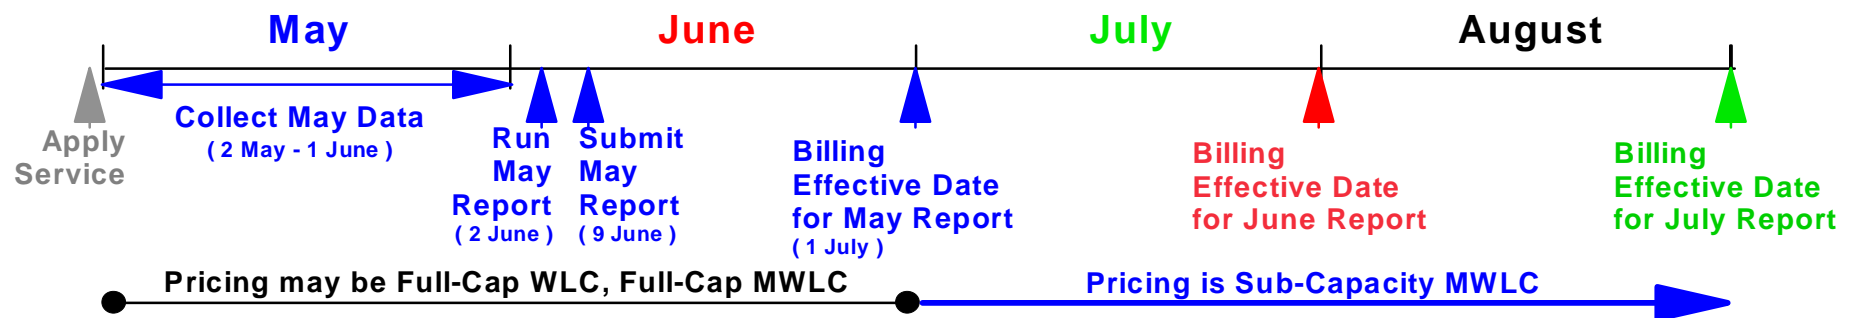 May
June
July
August
Apply
Service
Collect May Data
( 2 May - 1 June )
Run
May
Report
( 2 June )
Submit
May
Report
( 9 June )
Billing
Effective Date
for May Report
( 1 July )
Billing
Effective Date
for June Report
Billing
Effective Date
for July Report
Pricing may be Full-Cap WLC, Full-Cap MWLC
Pricing is Sub-Capacity MWLC